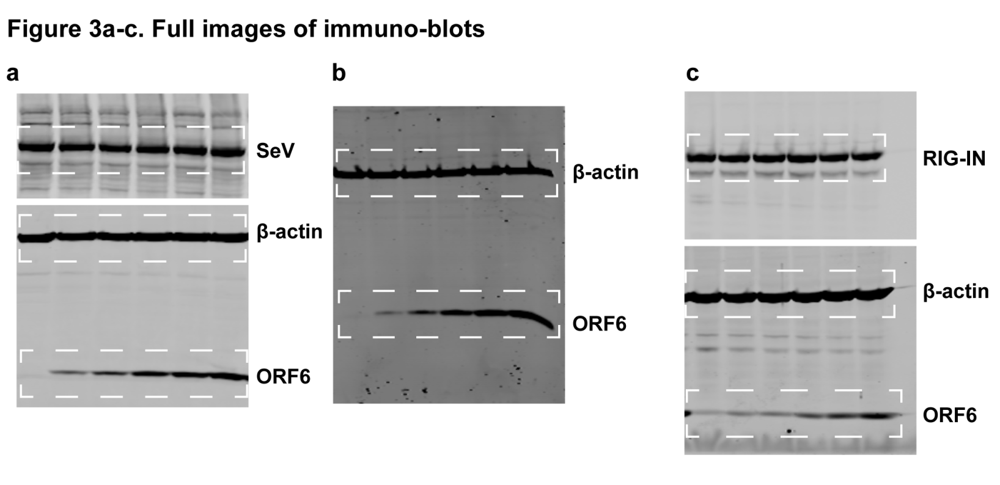 Figure 3a-c. Full images of immuno-blots
a
SeV
β-actin
ORF6
b
β-actin
ORF6
c
RIG-IN
β-actin
ORF6